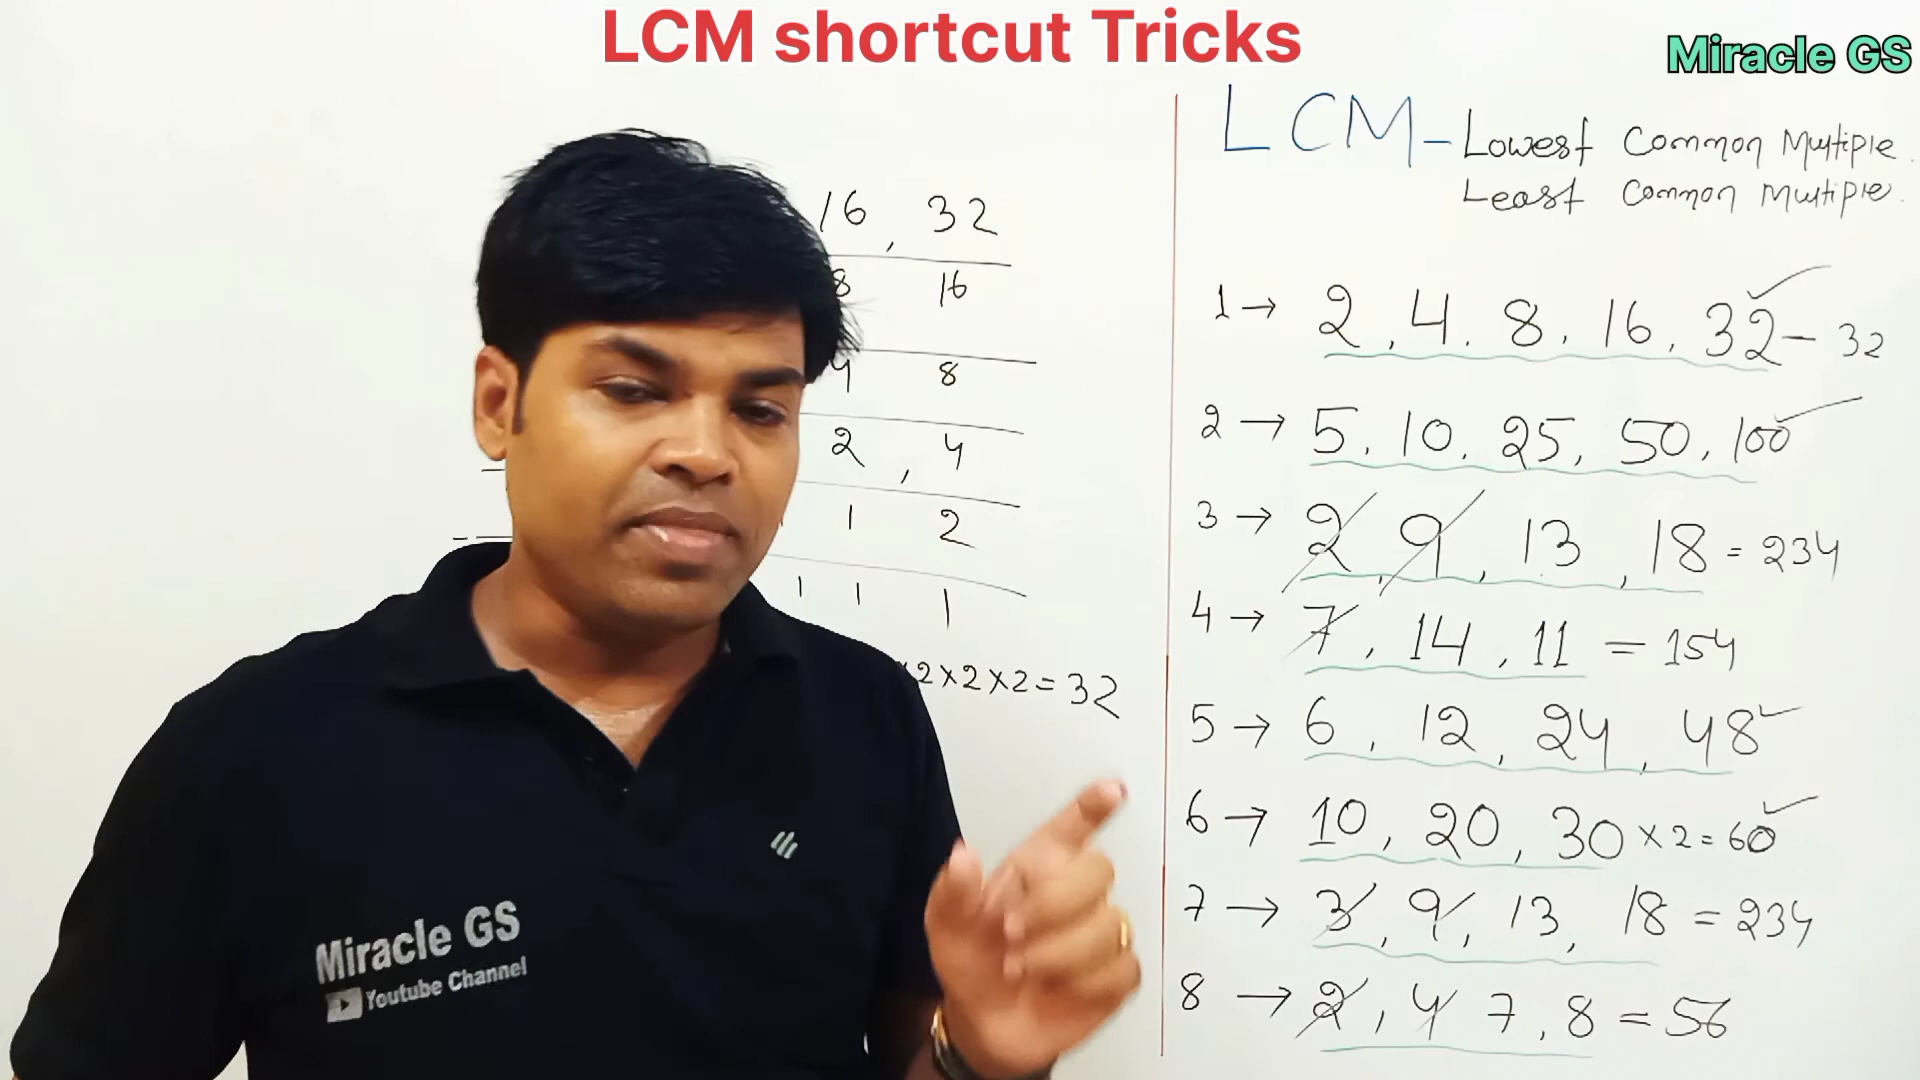 LCM shortcut Tricks
Miracle GS
LCM - Lowest Common Multiple.
Least Common Multiple.
16, 32
8 16
4 8
2, 4
1 2
1 1 1
×2×2×2=32
1→ 2, 4, 8, 16, 32 - 32
2→ 5, 10, 25, 50, 100
3→ 2, 9, 13, 18 = 234
4→ 7, 14, 11 = 154
5→ 6, 12, 24, 48
6→ 10, 20, 30 ×2=60
7→ 3, 9, 13, 18 = 234
8→ 2, 4 7, 8 = 56
Miracle GS
Youtube Channel